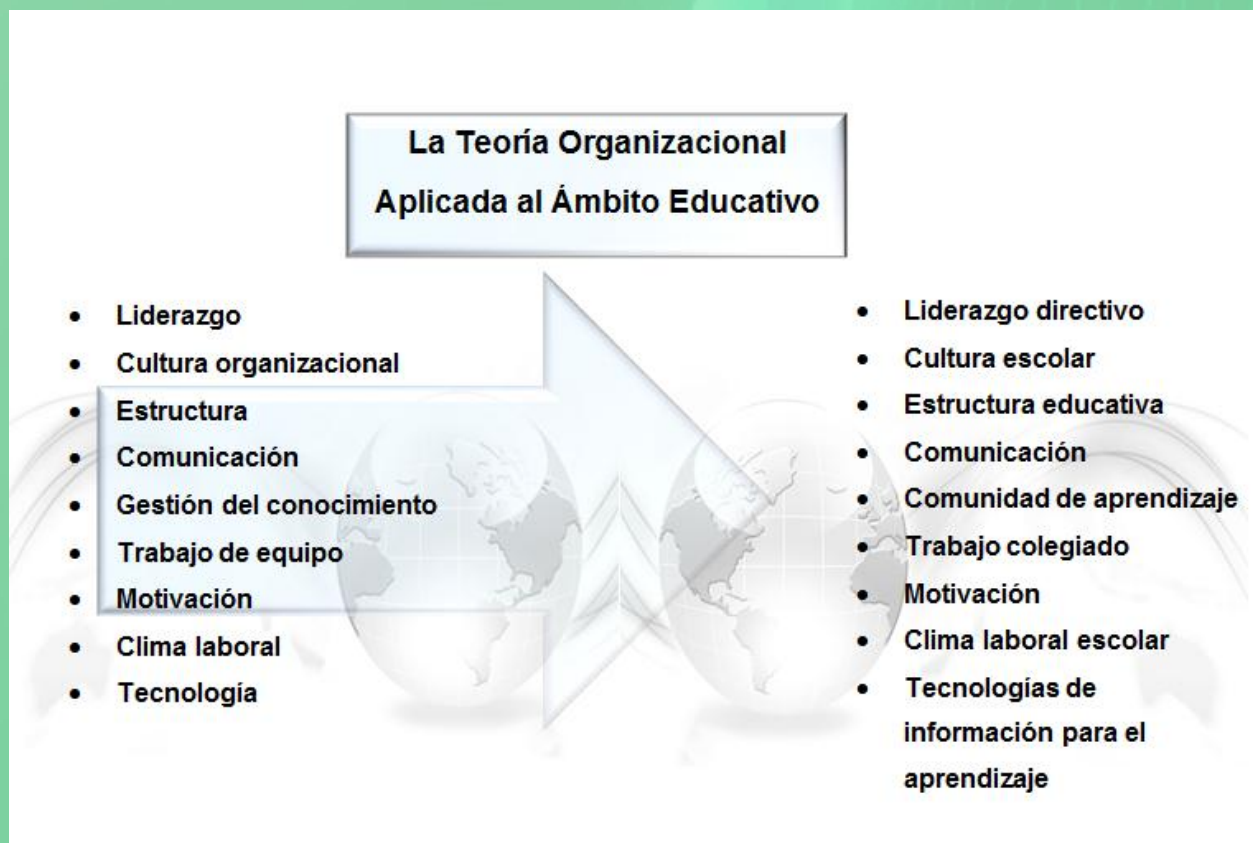 La Teoría Organizacional
Aplicada al Ámbito Educativo
• Liderazgo
• Cultura organizacional
• Estructura
• Comunicación
• Gestión del conocimiento
• Trabajo de equipo
• Motivación
• Clima laboral
• Tecnología
• Liderazgo directivo
• Cultura escolar
• Estructura educativa
• Comunicación
• Comunidad de aprendizaje
• Trabajo colegiado
• Motivación
• Clima laboral escolar
• Tecnologías de
información para el
aprendizaje